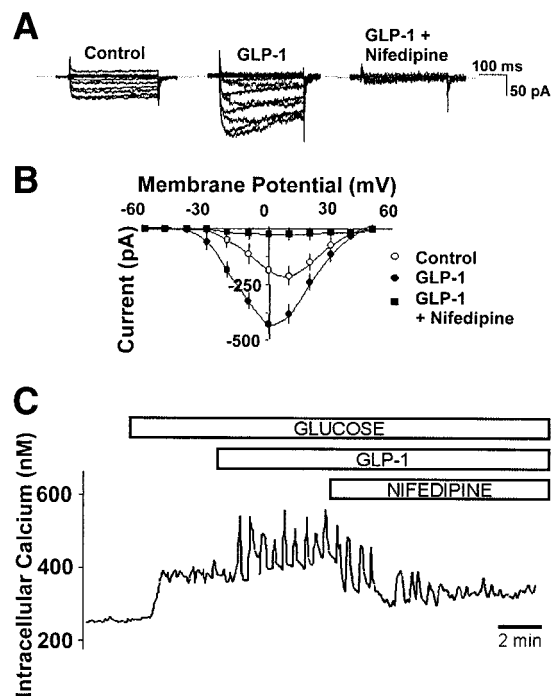 A
Control
GLP-1
GLP-1 +
Nifedipine
100 ms
50 pA
B
Membrane Potential (mV)
-60 -30 0 30 60
Current (pA)
-250
-500
Control
GLP-1
GLP-1
+ Nifedipine
C
GLUCOSE
GLP-1
NIFEDIPINE
Intracellular Calcium (nM)
600
400
200
2 min